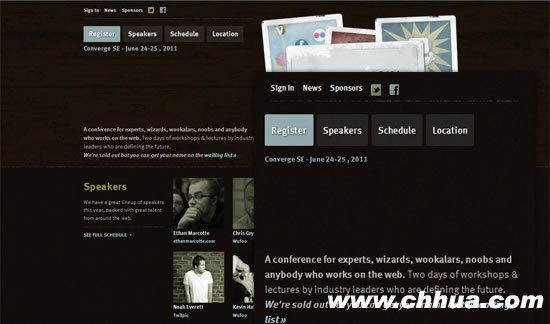 Sign In News Sponsors
Register Speakers Schedule Location
Converge SE - June 24-25, 2011
A conference for experts, wizards, wookalars, noobs and anybody
who works on the web. Two days of workshops & lectures by industry
leaders who are defining the future.
We're sold out but you can get your name on the waiting list »
Speakers
We have a great lineup of speakers
this year, packed with great talent
from around the web.
SEE FULL SCHEDULE
Ethan Marcotte
ethanmarcotte.com
Chris Coy
Wufoo
Noah Everett
Twitpic
Kevin Ha
Wufoo
Sign In News Sponsors
Register Speakers Schedule Location
Converge SE - June 24-25, 2011
A conference for experts, wizards, wookalars, noobs and
anybody who works on the web. Two days of workshops &
lectures by industry leaders who are defining the future.
We're sold out
list »
www.chhua.com